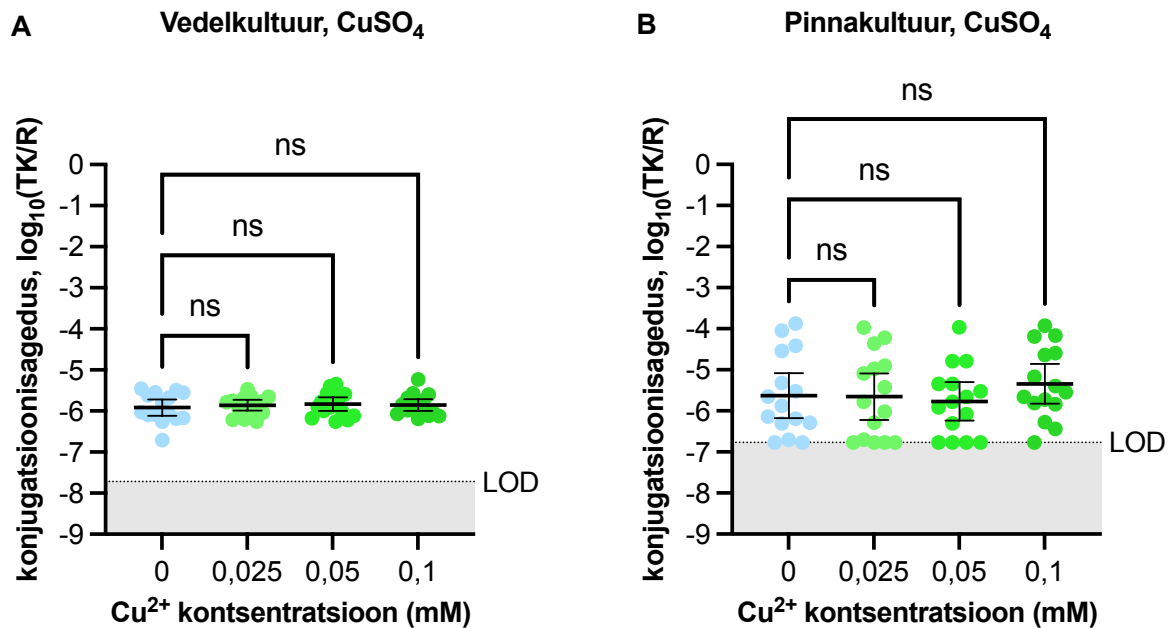 A
Vedelkultuur, CuSO₄
konjugatsioonisagedus, log₁₀(TK/R)
0
-1
-2
-3
-4
-5
-6
-7
-8
-9
ns
ns
ns
LOD
0 0,025 0,05 0,1
Cu²⁺ kontsentratsioon (mM)
B
Pinnakultuur, CuSO₄
konjugatsioonisagedus, log₁₀(TK/R)
0
-1
-2
-3
-4
-5
-6
-7
-8
-9
ns
ns
ns
LOD
0 0,025 0,05 0,1
Cu²⁺ kontsentratsioon (mM)